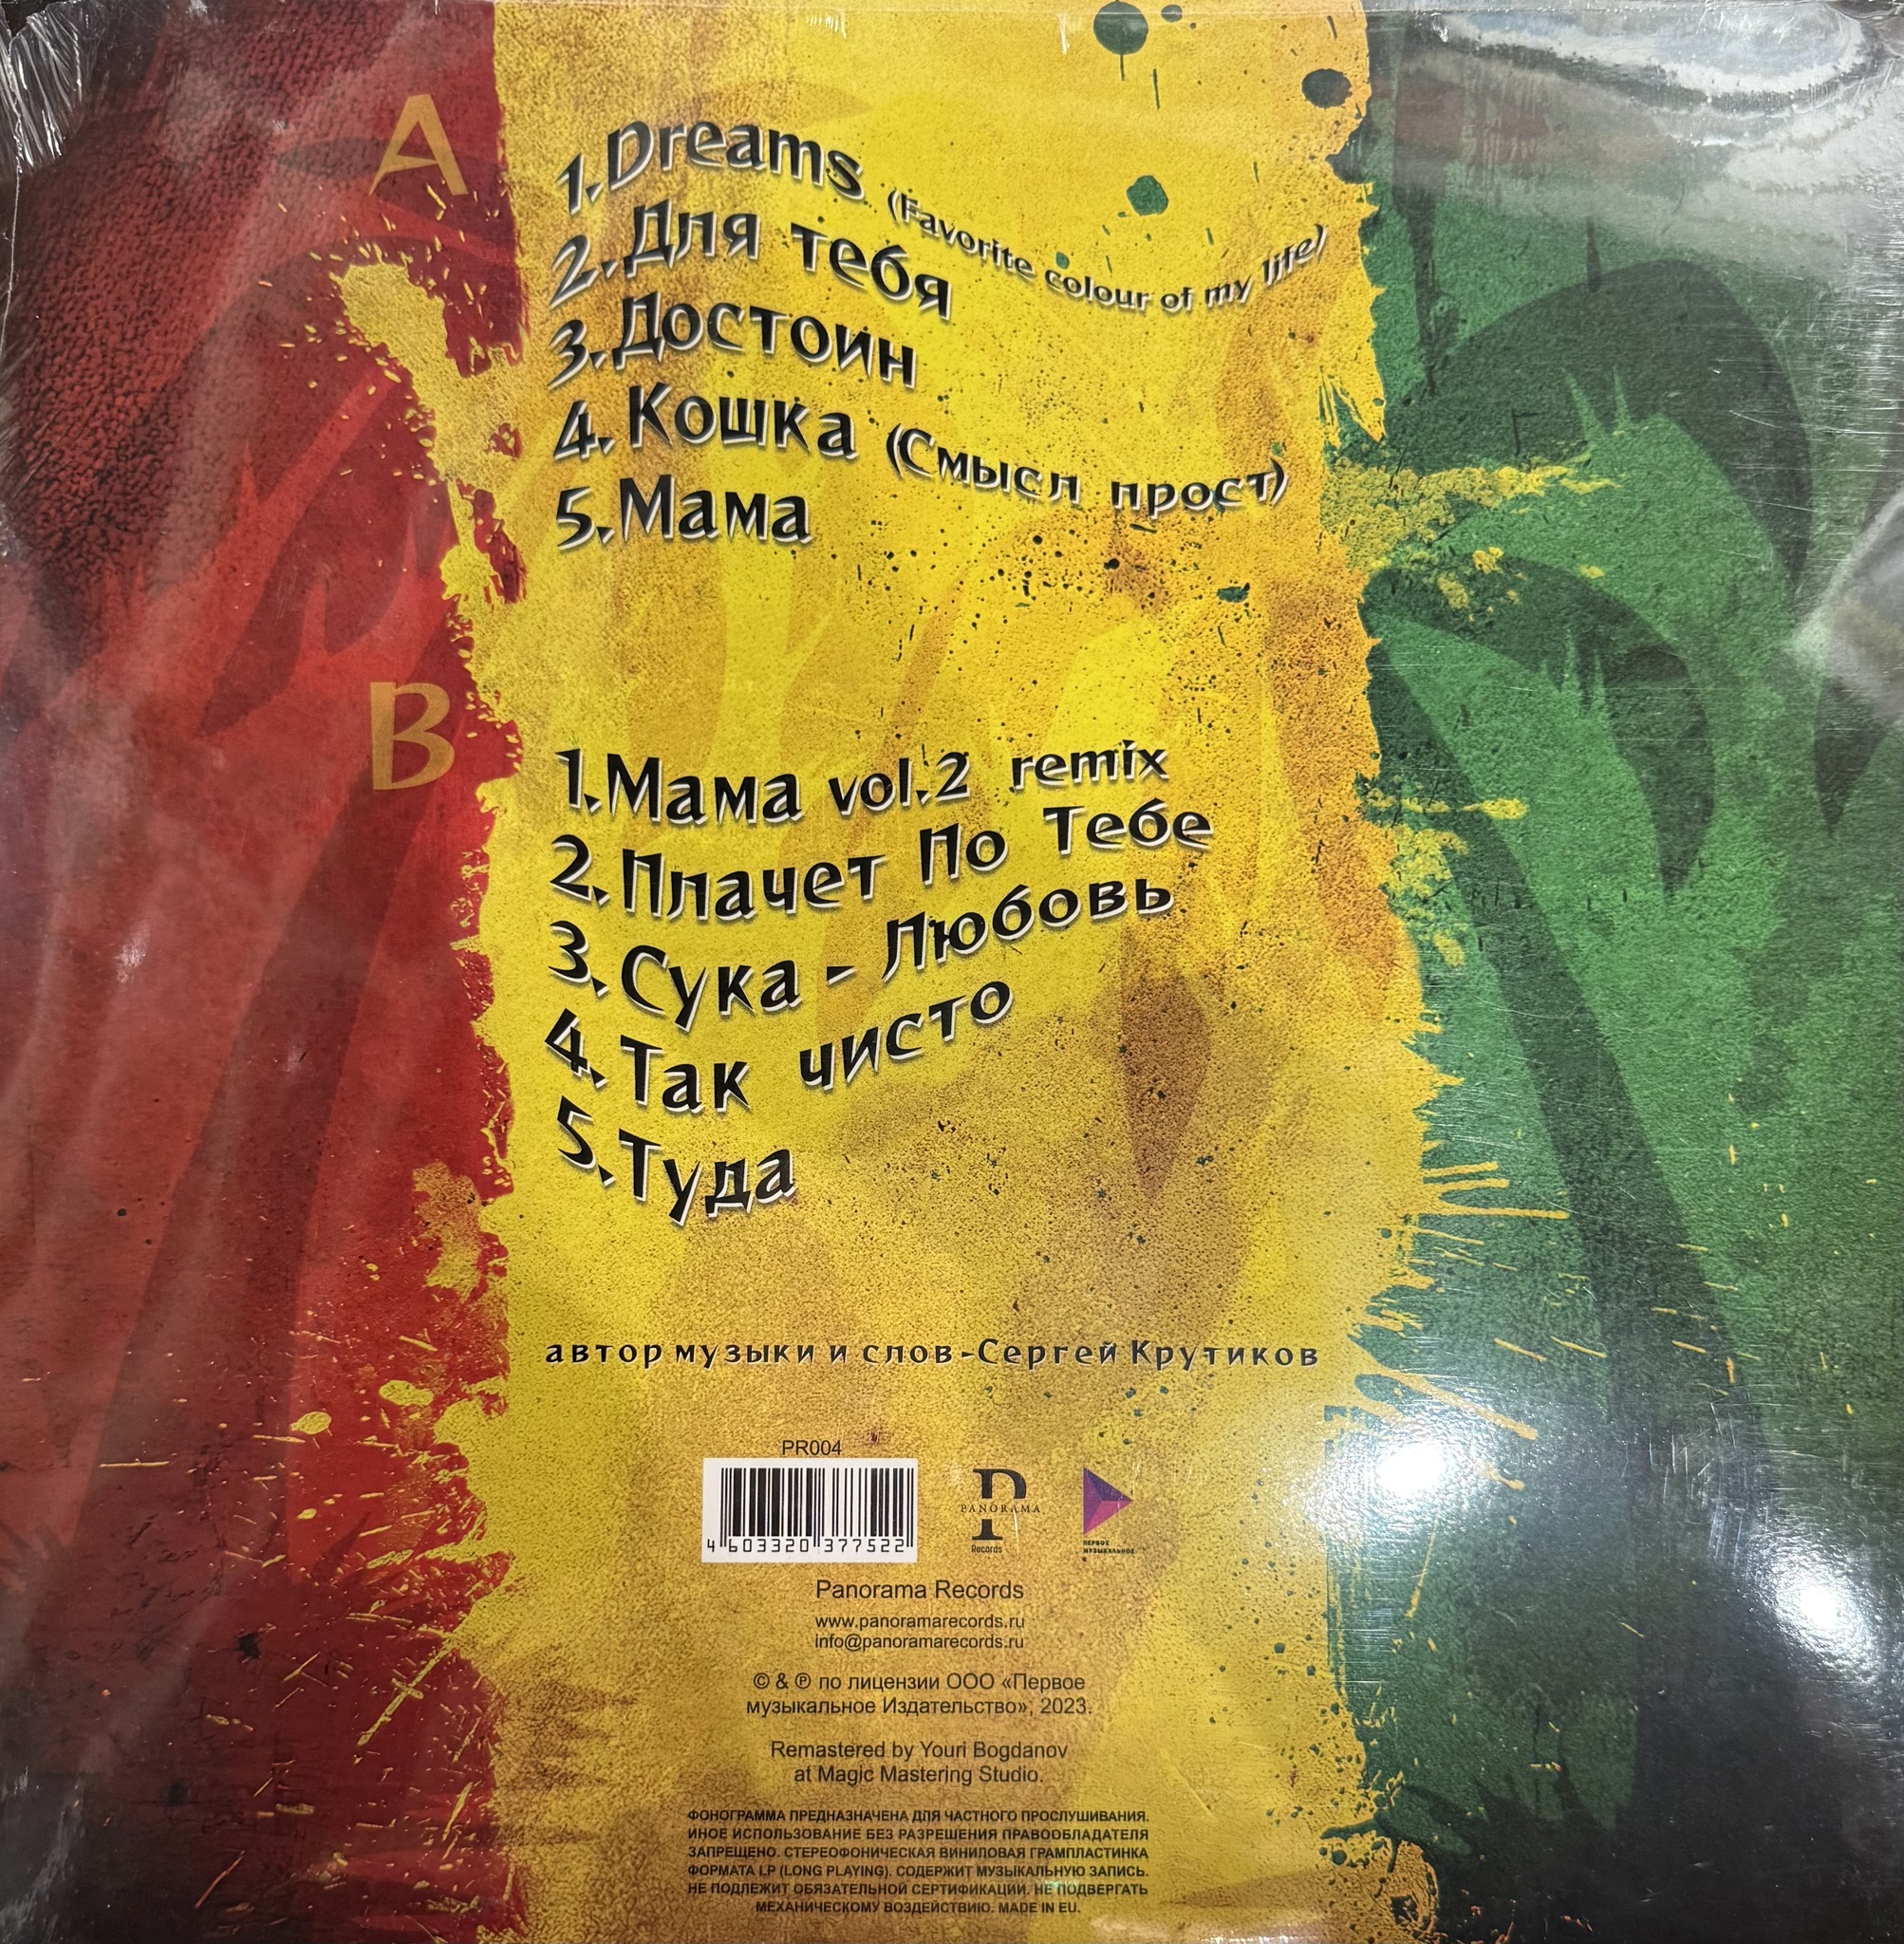 A
1.Dreams (Favorite colour of my life)
2.Для тебя
3.Достоин
4.Кошка (Смысл прост)
5.Мама
B
1.Мама vol.2 remix
2.Плачет По Тебе
3.Сука - Любовь
4.Так чисто
5.Туда
автор музыки и слов-Сергей Крутиков
PR004
4 603320 377522
P
PANORAMA
Records
ПЕРВОЕ
МУЗЫКАЛЬНОЕ
Panorama Records
www.panoramarecords.ru
info@panoramarecords.ru
© & ℗ по лицензии ООО «Первое
музыкальное Издательство», 2023.
Remastered by Youri Bogdanov
at Magic Mastering Studio.
ФОНОГРАММА ПРЕДНАЗНАЧЕНА ДЛЯ ЧАСТНОГО ПРОСЛУШИВАНИЯ.
ИНОЕ ИСПОЛЬЗОВАНИЕ БЕЗ РАЗРЕШЕНИЯ ПРАВООБЛАДАТЕЛЯ
ЗАПРЕЩЕНО. СТЕРЕОФОНИЧЕСКАЯ ВИНИЛОВАЯ ГРАМПЛАСТИНКА
ФОРМАТА LP (LONG PLAYING). СОДЕРЖИТ МУЗЫКАЛЬНУЮ ЗАПИСЬ.
НЕ ПОДЛЕЖИТ ОБЯЗАТЕЛЬНОЙ СЕРТИФИКАЦИИ. НЕ ПОДВЕРГАТЬ
МЕХАНИЧЕСКОМУ ВОЗДЕЙСТВИЮ. MADE IN EU.